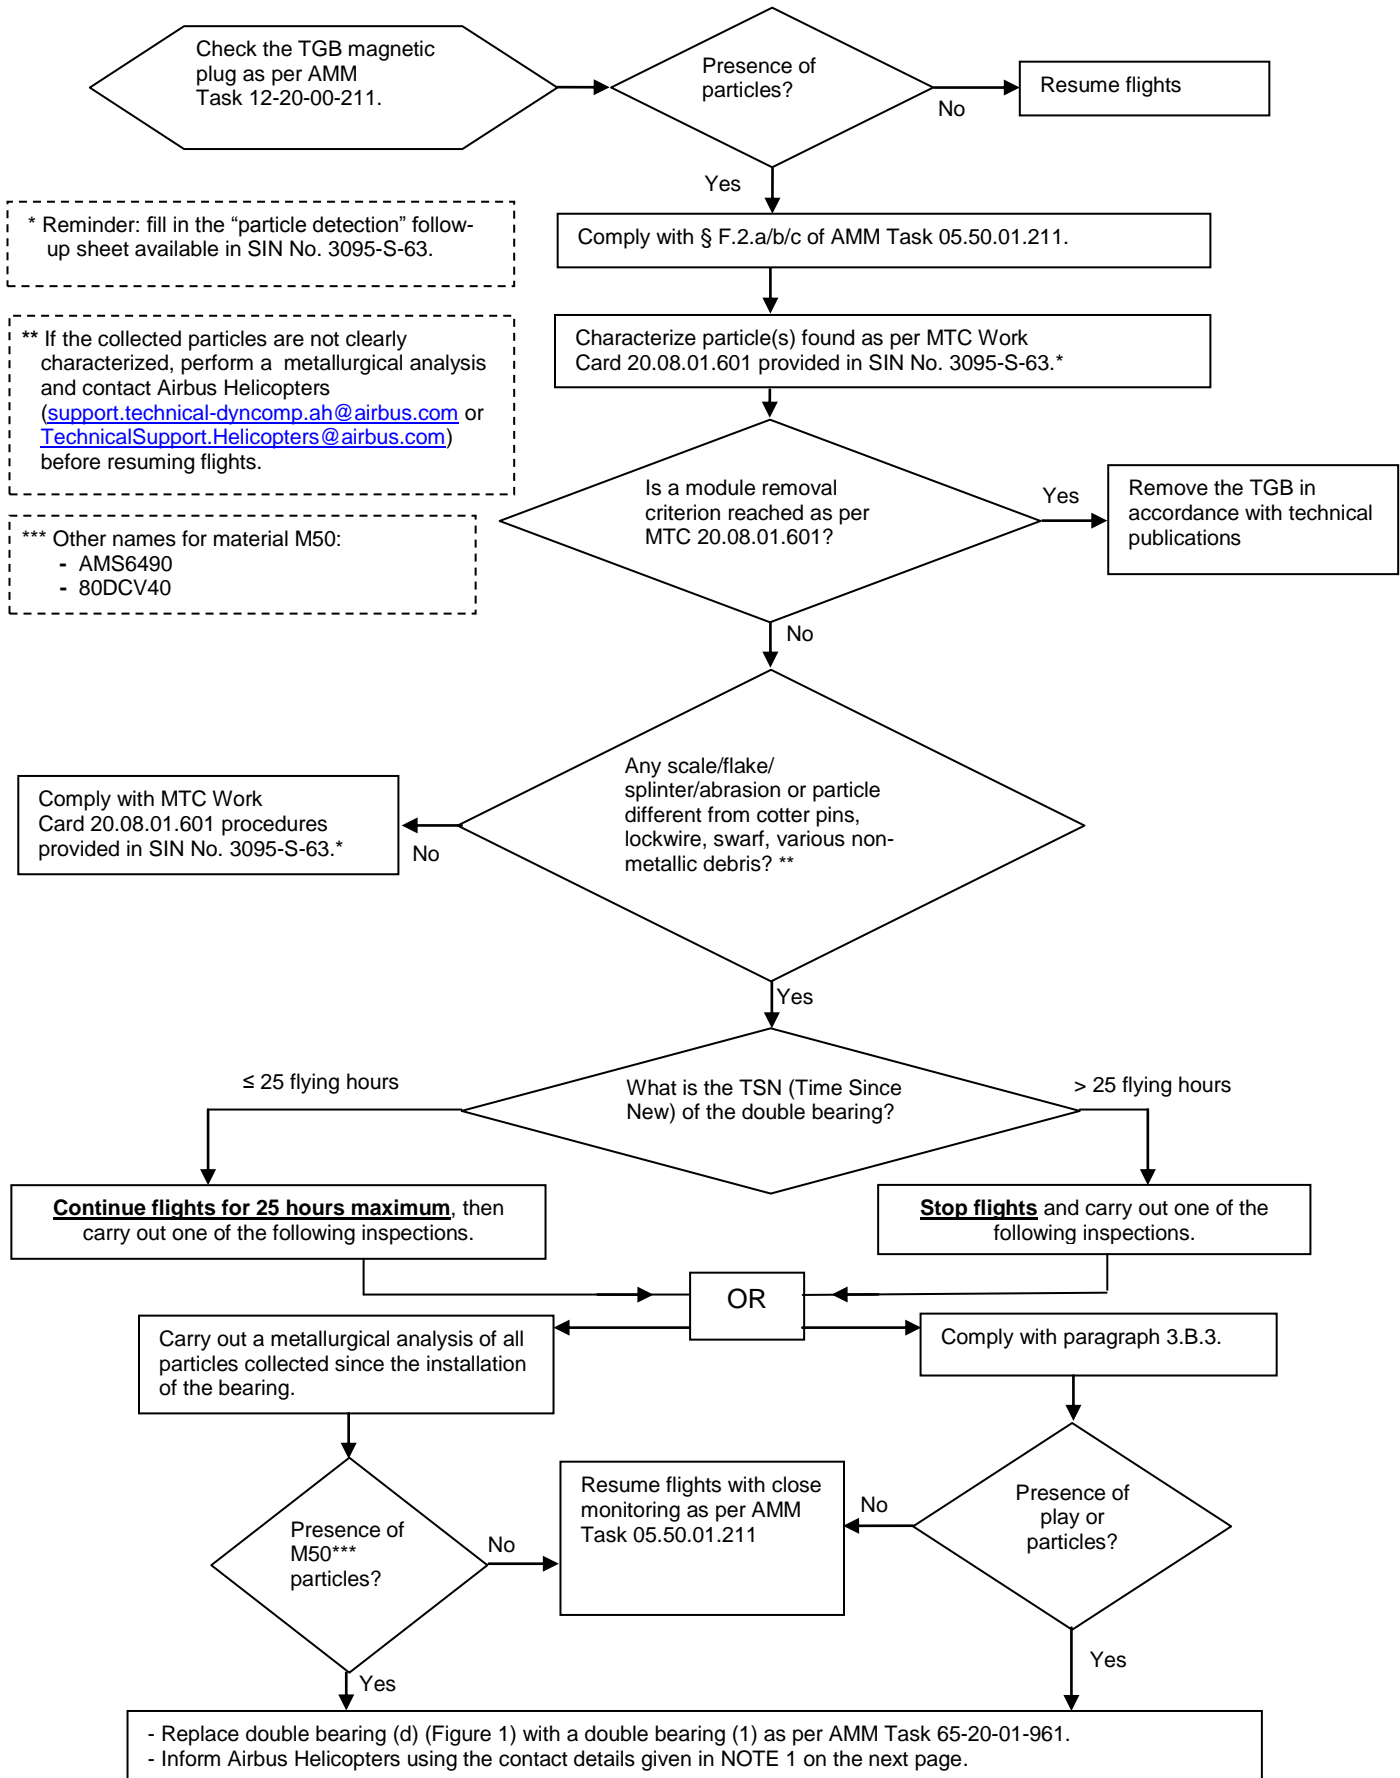 Check the TGB magnetic
plug as per AMM
Task 12-20-00-211.
Presence of
particles?
No
Resume flights
Yes
* Reminder: fill in the “particle detection” follow-
up sheet available in SIN No. 3095-S-63.
Comply with § F.2.a/b/c of AMM Task 05.50.01.211.
** If the collected particles are not clearly
characterized, perform a metallurgical analysis
and contact Airbus Helicopters
(support.technical-dyncomp.ah@airbus.com or
TechnicalSupport.Helicopters@airbus.com)
before resuming flights.
Characterize particle(s) found as per MTC Work
Card 20.08.01.601 provided in SIN No. 3095-S-63.*
*** Other names for material M50:
- AMS6490
- 80DCV40
Is a module removal
criterion reached as per
MTC 20.08.01.601?
Yes
Remove the TGB in
accordance with technical
publications
No
Any scale/flake/
splinter/abrasion or particle
different from cotter pins,
lockwire, swarf, various non-
metallic debris? **
No
Comply with MTC Work
Card 20.08.01.601 procedures
provided in SIN No. 3095-S-63.*
Yes
What is the TSN (Time Since
New) of the double bearing?
≤ 25 flying hours
> 25 flying hours
Continue flights for 25 hours maximum, then
carry out one of the following inspections.
Stop flights and carry out one of the
following inspections.
OR
Carry out a metallurgical analysis of all
particles collected since the installation
of the bearing.
Comply with paragraph 3.B.3.
Presence of
M50***
particles?
No
Resume flights with close
monitoring as per AMM
Task 05.50.01.211
No
Presence of
play or
particles?
Yes
Yes
- Replace double bearing (d) (Figure 1) with a double bearing (1) as per AMM Task 65-20-01-961.
- Inform Airbus Helicopters using the contact details given in NOTE 1 on the next page.